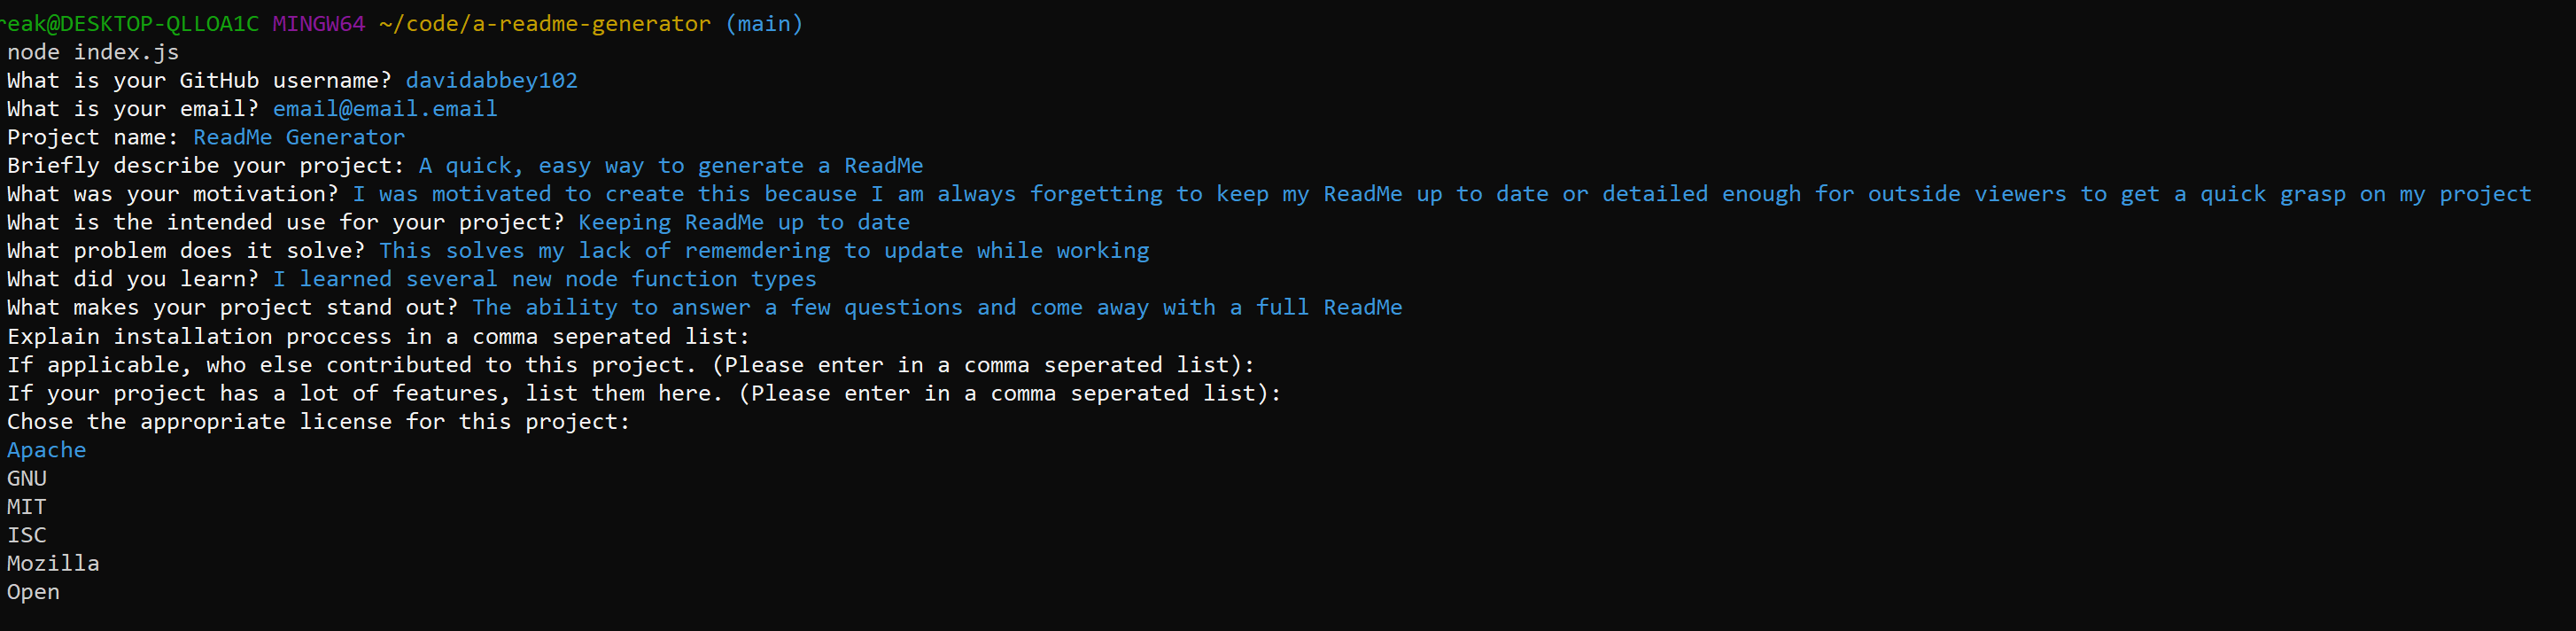 reak@DESKTOP-QLLOA1C MINGW64 ~/code/a-readme-generator (main)
node index.js
What is your GitHub username? davidabbey102
What is your email? email@email.email
Project name: ReadMe Generator
Briefly describe your project: A quick, easy way to generate a ReadMe
What was your motivation? I was motivated to create this because I am always forgetting to keep my ReadMe up to date or detailed enough for outside viewers to get a quick grasp on my project
What is the intended use for your project? Keeping ReadMe up to date
What problem does it solve? This solves my lack of rememdering to update while working
What did you learn? I learned several new node function types
What makes your project stand out? The ability to answer a few questions and come away with a full ReadMe
Explain installation proccess in a comma seperated list:
If applicable, who else contributed to this project. (Please enter in a comma seperated list):
If your project has a lot of features, list them here. (Please enter in a comma seperated list):
Chose the appropriate license for this project:
Apache
GNU
MIT
ISC
Mozilla
Open